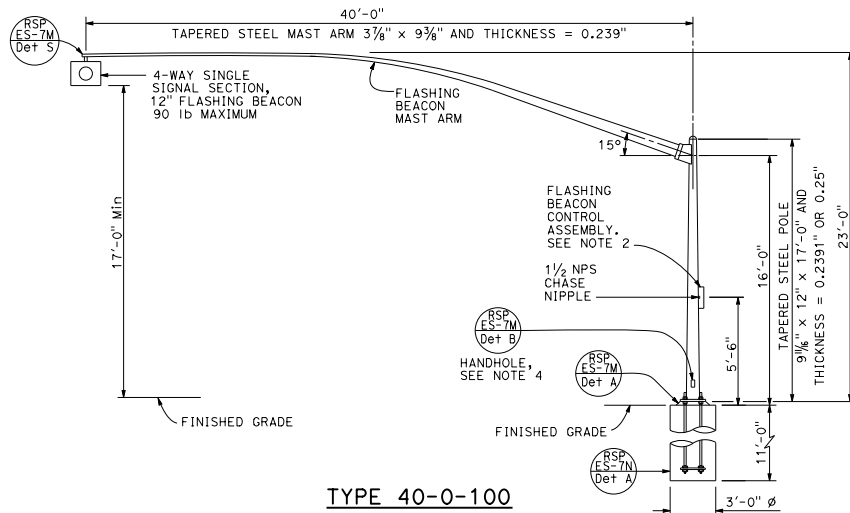 40'-0"
TAPERED STEEL MAST ARM 3⅞" x 9⅜" AND THICKNESS = 0.239"
RSP
ES-7M
Det S
4-WAY SINGLE
SIGNAL SECTION,
12" FLASHING BEACON
90 lb MAXIMUM
FLASHING
BEACON
MAST ARM
15°
17'-0" Min
FLASHING
BEACON
CONTROL
ASSEMBLY.
SEE NOTE 2
1½ NPS
CHASE
NIPPLE
RSP
ES-7M
Det B
HANDHOLE,
SEE NOTE 4
RSP
ES-7M
Det A
5'-6"
16'-0"
TAPERED STEEL POLE
9¹¹⁄₁₆" x 12" x 17'-0" AND
THICKNESS = 0.2391" OR 0.25"
23'-0"
FINISHED GRADE
FINISHED GRADE
RSP
ES-7N
Det A
11'-0"
3'-0" ø
TYPE 40-0-100